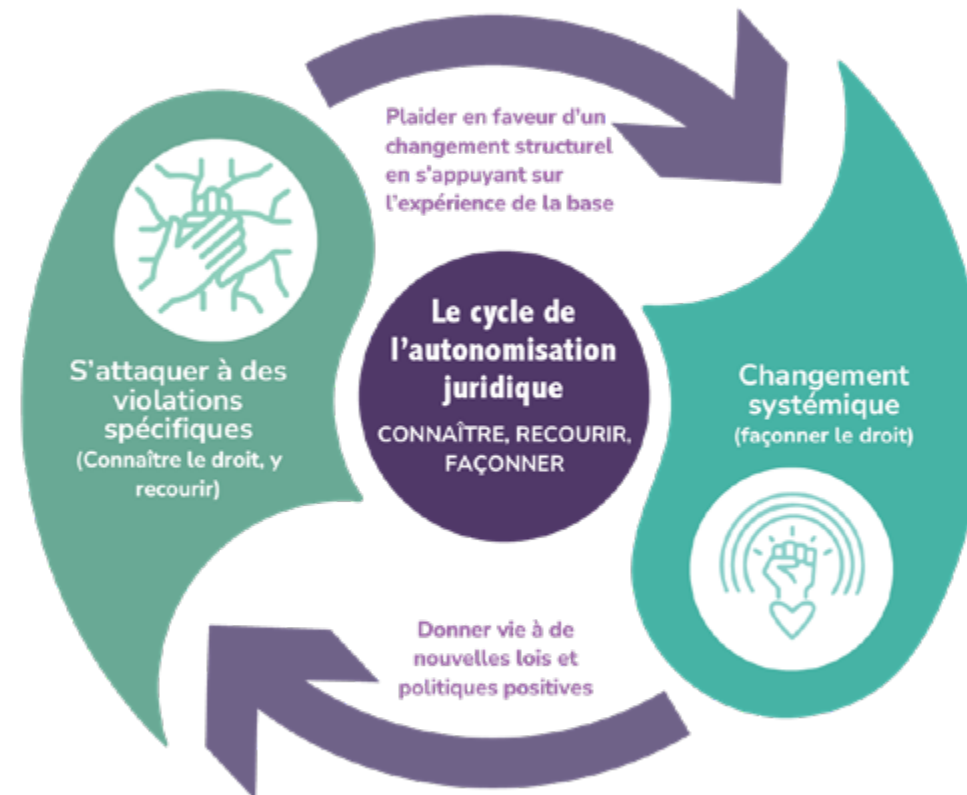 Plaider en faveur d'un
changement structurel
en s'appuyant sur
l'expérience de la base
S'attaquer à des
violations
spécifiques
(Connaître le droit, y
recourir)
Le cycle de
l'autonomisation
juridique
CONNAÎTRE, RECOURIR,
FAÇONNER
Changement
systémique
(façonner le droit)
Donner vie à de
nouvelles lois et
politiques positives